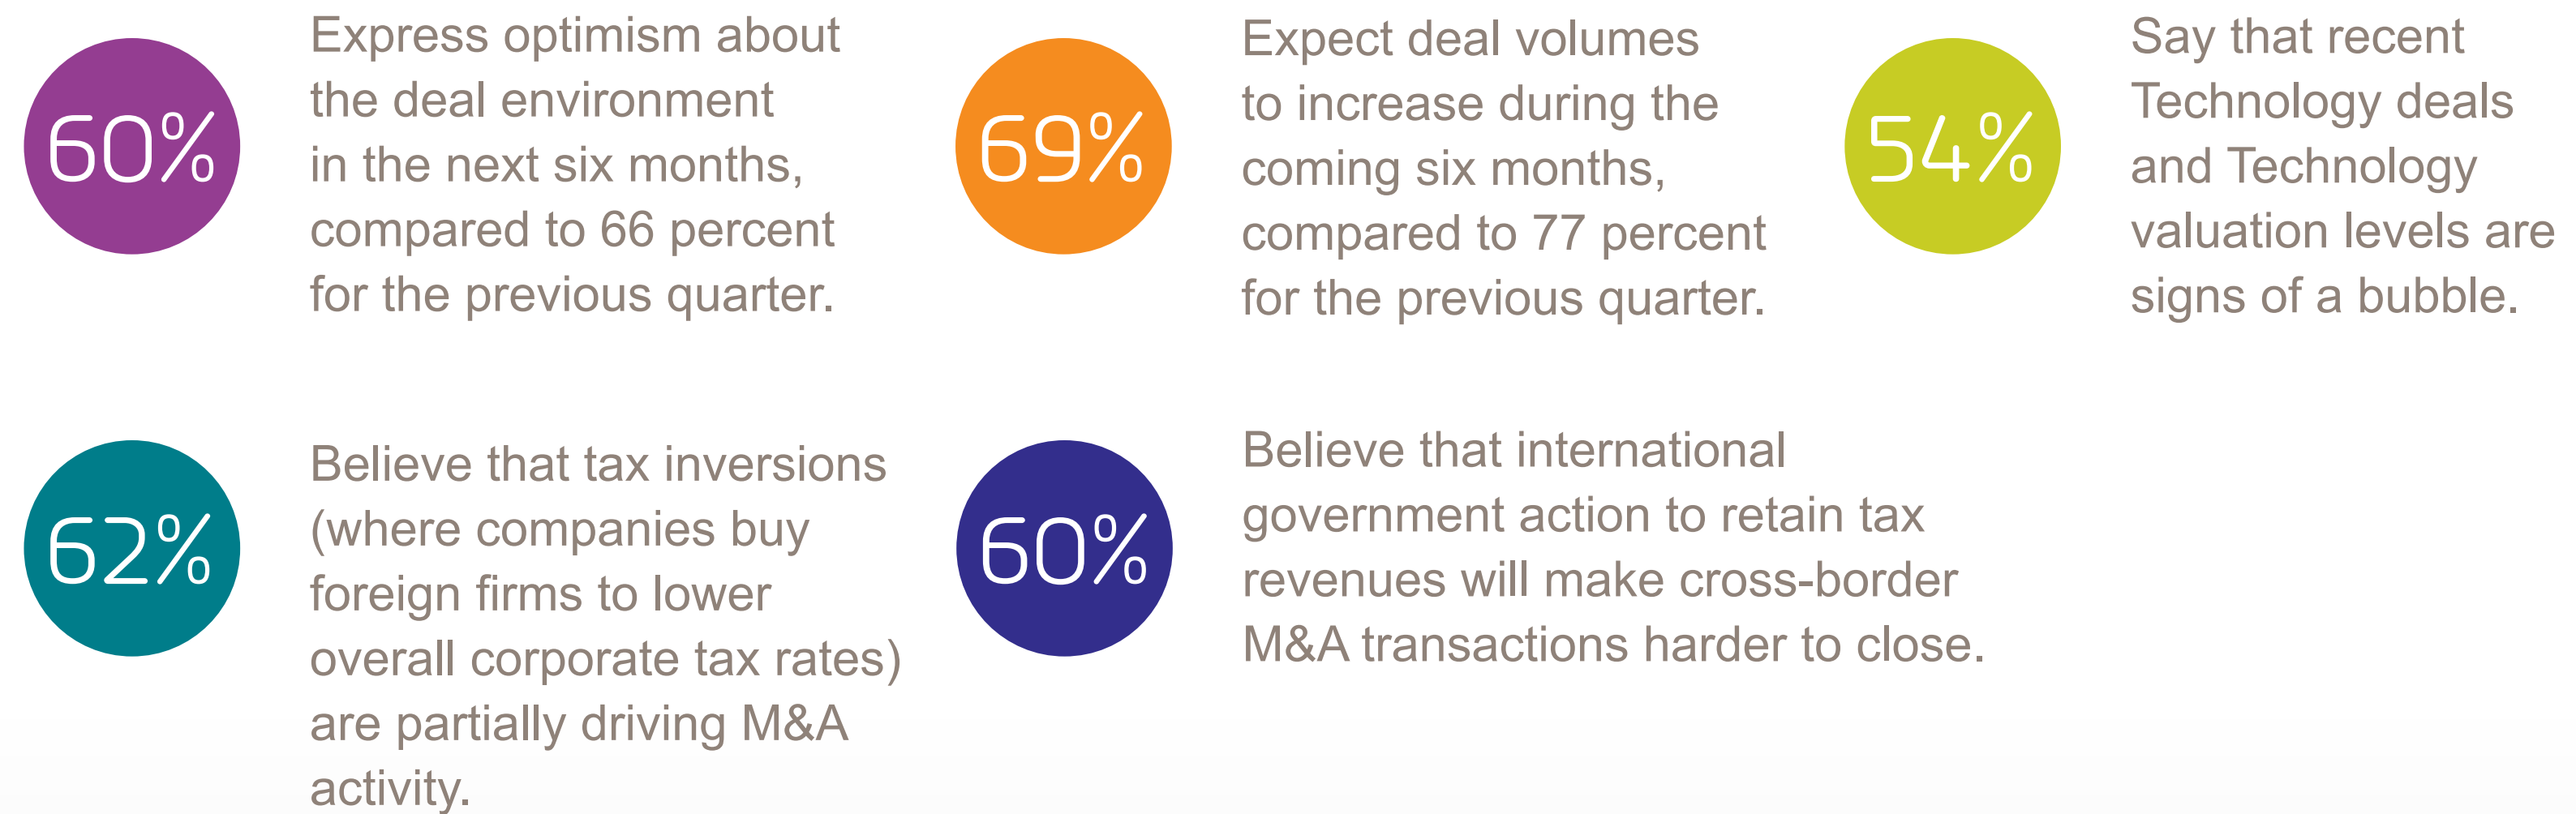 60%
Express optimism about
the deal environment
in the next six months,
compared to 66 percent
for the previous quarter.
69%
Expect deal volumes
to increase during the
coming six months,
compared to 77 percent
for the previous quarter.
54%
Say that recent
Technology deals
and Technology
valuation levels are
signs of a bubble.
62%
Believe that tax inversions
(where companies buy
foreign firms to lower
overall corporate tax rates)
are partially driving M&A
activity.
60%
Believe that international
government action to retain tax
revenues will make cross-border
M&A transactions harder to close.